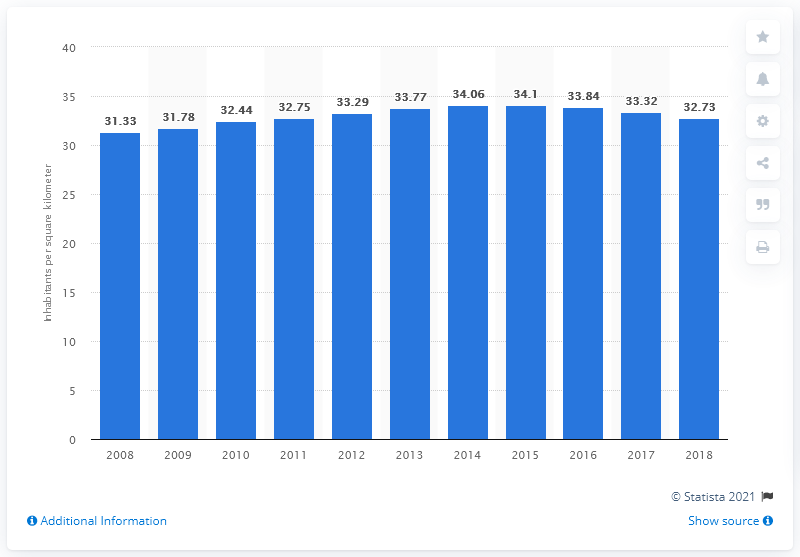 40
35
30
25
20
15
10
5
0
Inhabitants per square kilometer
31.33 31.78 32.44 32.75 33.29 33.77 34.06 34.1 33.84 33.32 32.73
2008 2009 2010 2011 2012 2013 2014 2015 2016 2017 2018
© Statista 2021
Additional Information Show source